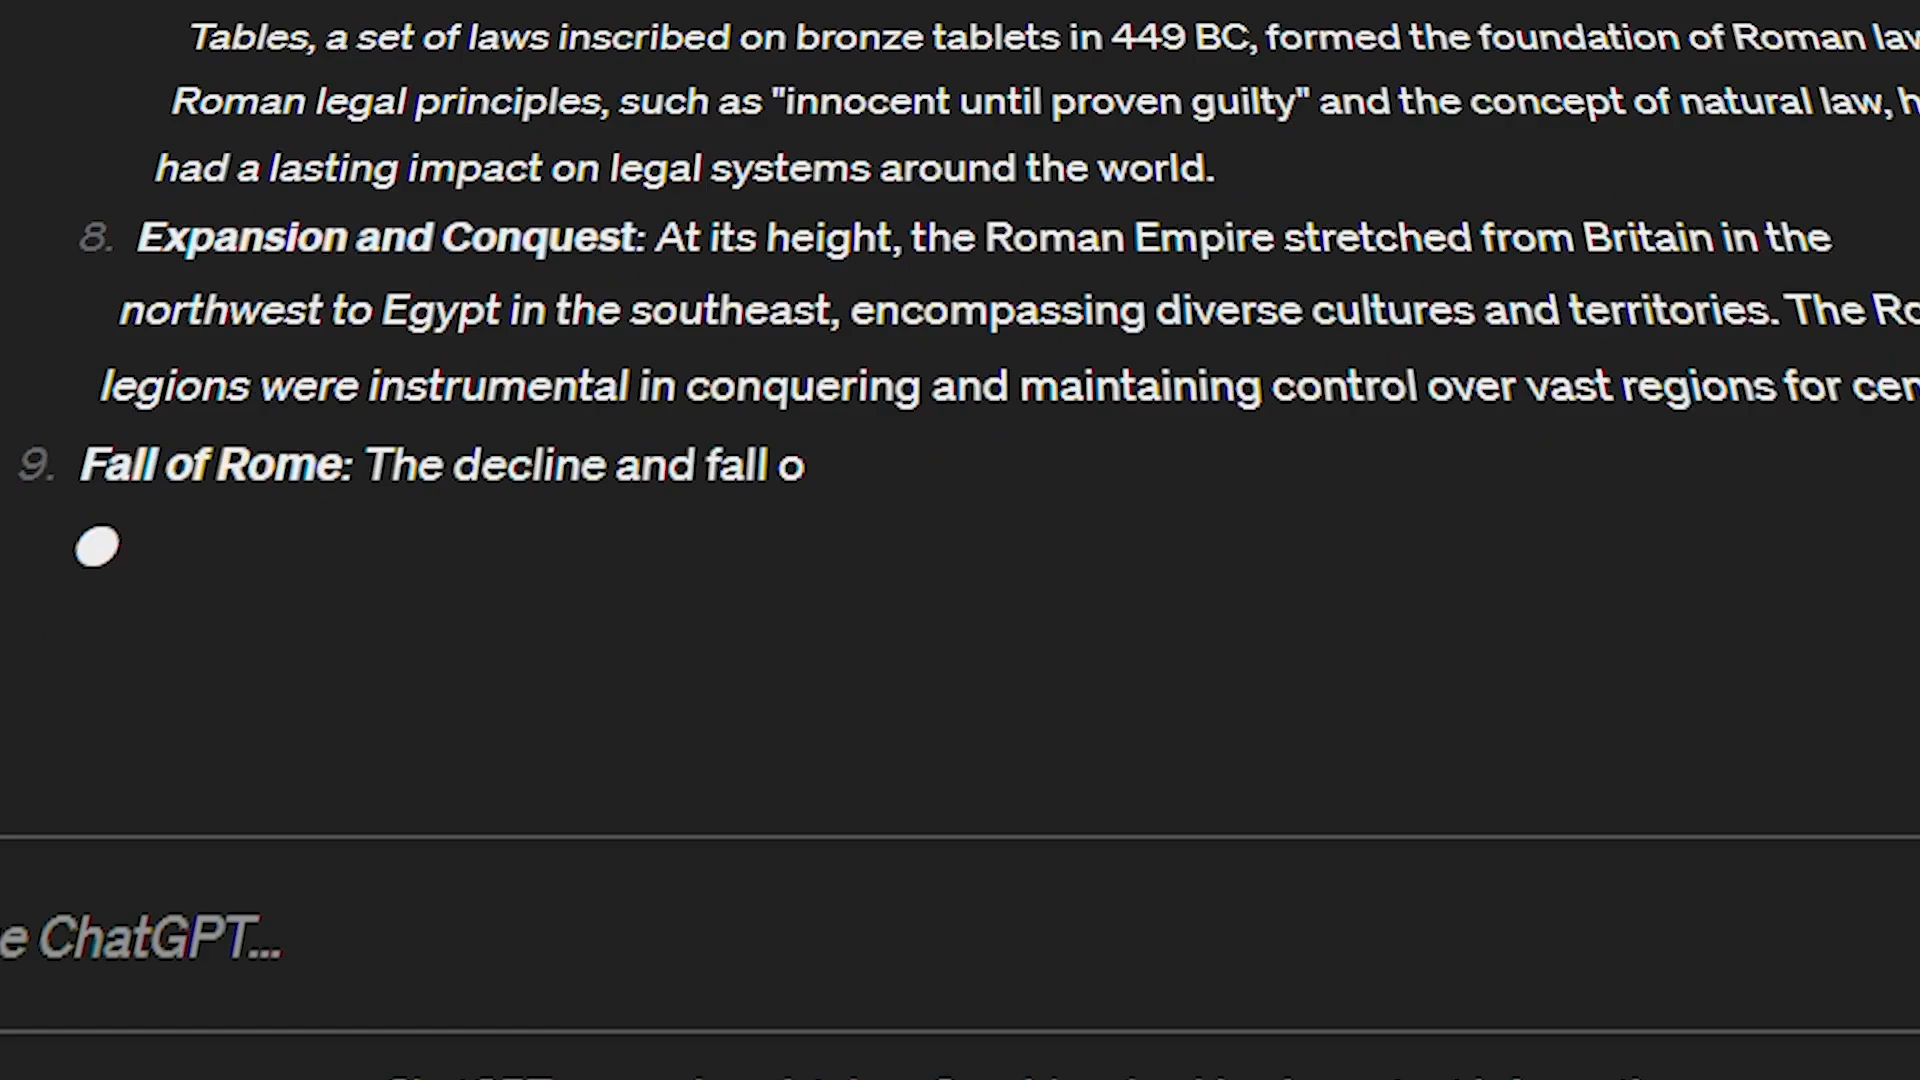 Tables, a set of laws inscribed on bronze tablets in 449 BC, formed the foundation of Roman
Roman legal principles, such as "innocent until proven guilty" and the concept of natural law,
had a lasting impact on legal systems around the world.
8. Expansion and Conquest: At its height, the Roman Empire stretched from Britain in the
northwest to Egypt in the southeast, encompassing diverse cultures and territories. The
legions were instrumental in conquering and maintaining control over vast regions for
9. Fall of Rome: The decline and fall o
ChatGPT...